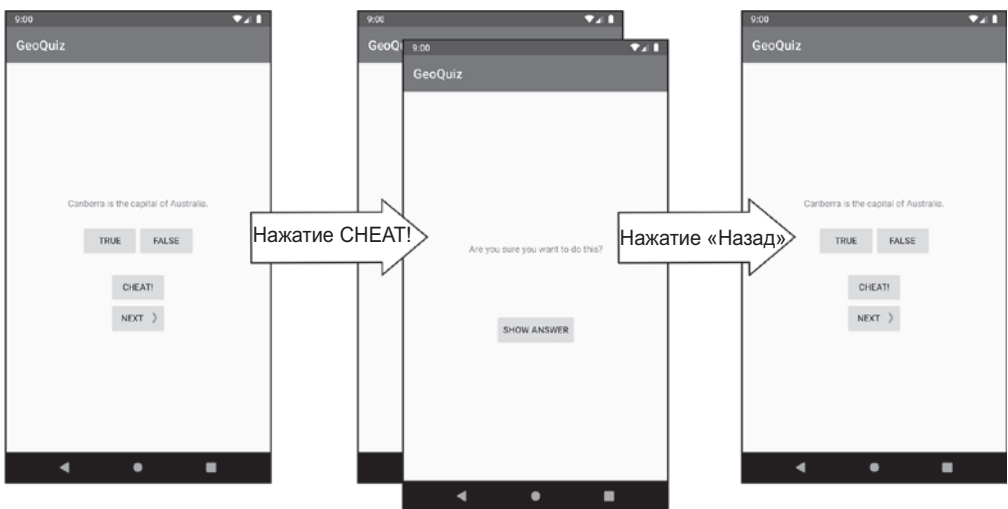 9:00
GeoQuiz
Canberra is the capital of Australia.
TRUE FALSE
CHEAT!
NEXT
Нажатие CHEAT!
9:00
GeoQ
9:00
GeoQuiz
Are you sure you want to do this?
SHOW ANSWER
Нажатие «Назад»
9:00
GeoQuiz
Canberra is the capital of Australia.
TRUE FALSE
CHEAT!
NEXT